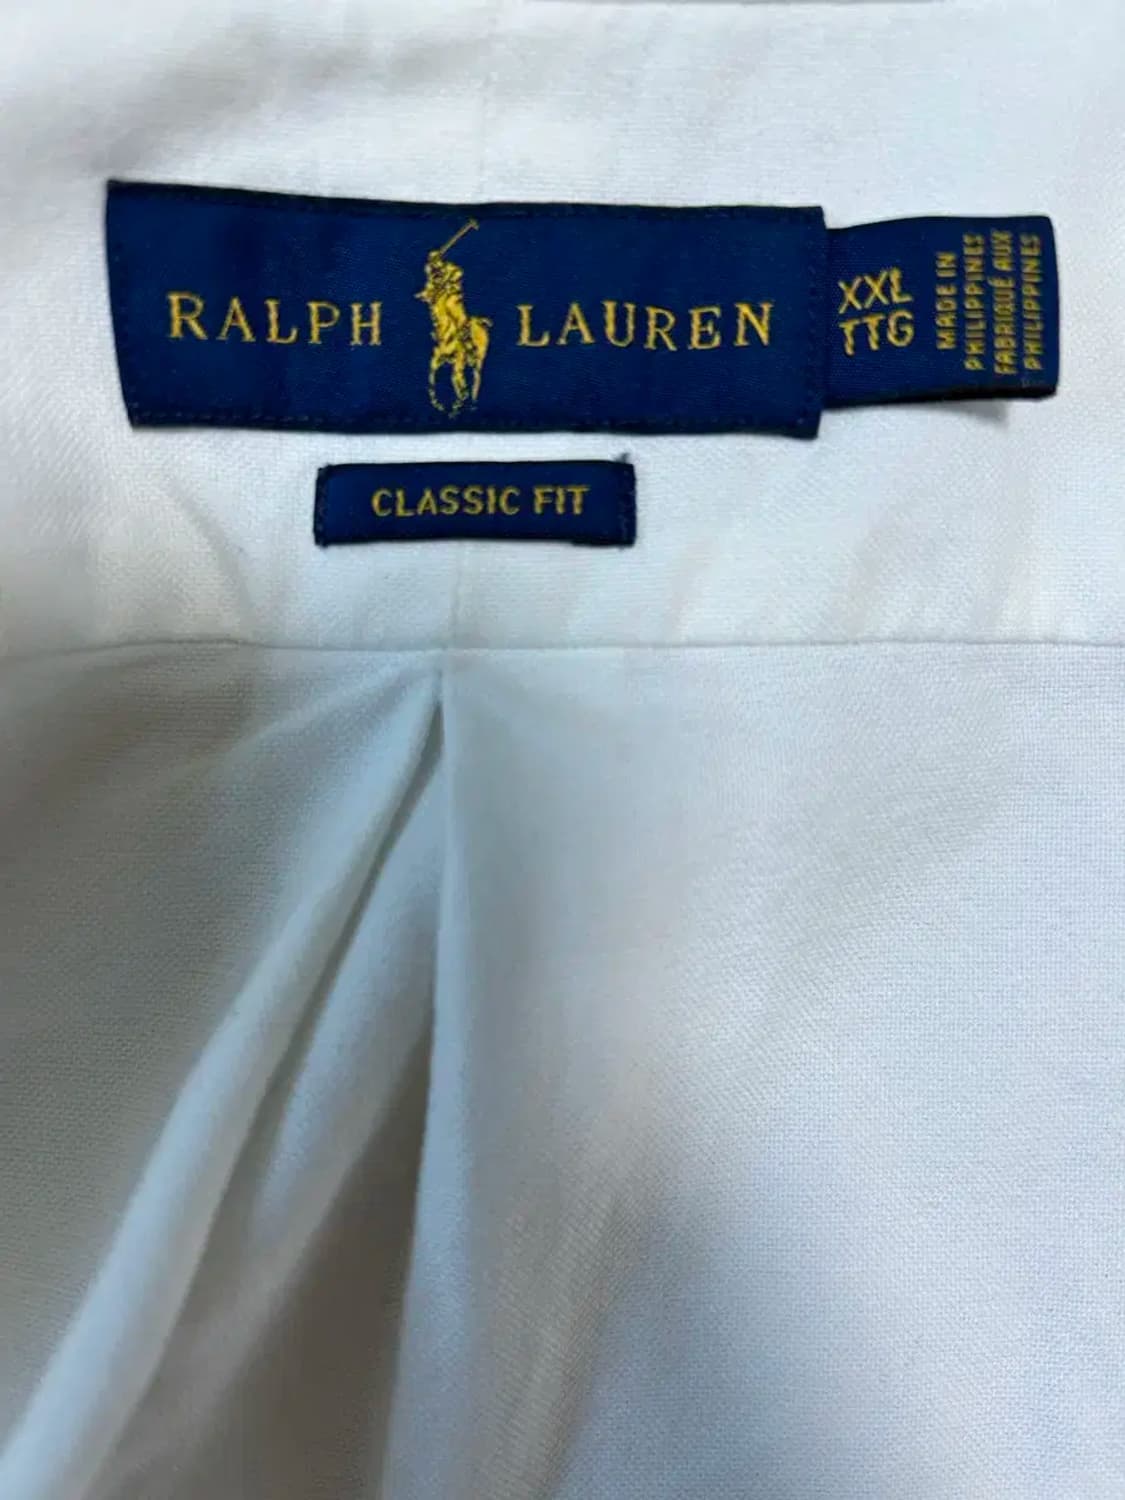 RALPH LAUREN
XXL
TTG
MADE IN
PHILIPPINES
FABRIQUÉ AUX
PHILIPPINES
CLASSIC FIT